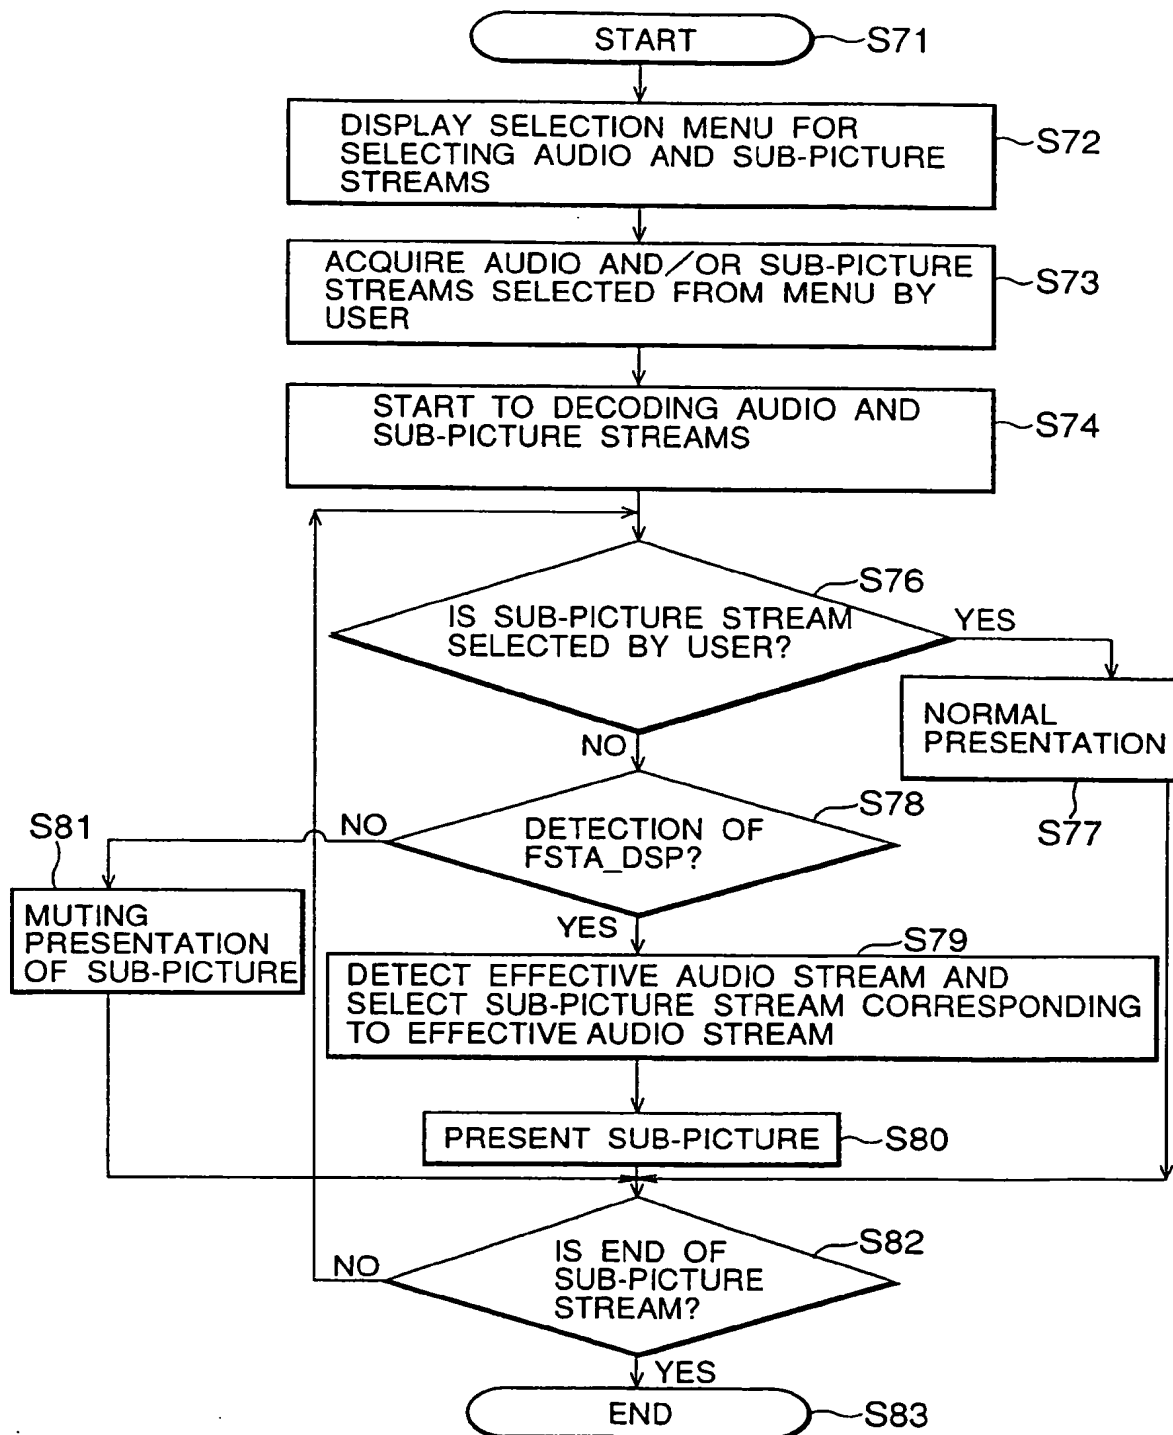 START
S71
DISPLAY SELECTION MENU FOR
SELECTING AUDIO AND SUB-PICTURE
STREAMS
S72
ACQUIRE AUDIO AND/OR SUB-PICTURE
STREAMS SELECTED FROM MENU BY
USER
S73
START TO DECODING AUDIO AND
SUB-PICTURE STREAMS
S74
S76
IS SUB-PICTURE STREAM
SELECTED BY USER?
YES
NORMAL
PRESENTATION
S77
NO
S78
DETECTION OF
FSTA_DSP?
NO
S81
MUTING
PRESENTATION
OF SUB-PICTURE
YES
S79
DETECT EFFECTIVE AUDIO STREAM AND
SELECT SUB-PICTURE STREAM CORRESPONDING
TO EFFECTIVE AUDIO STREAM
PRESENT SUB-PICTURE
S80
S82
IS END OF
SUB-PICTURE
STREAM?
NO
YES
END
S83